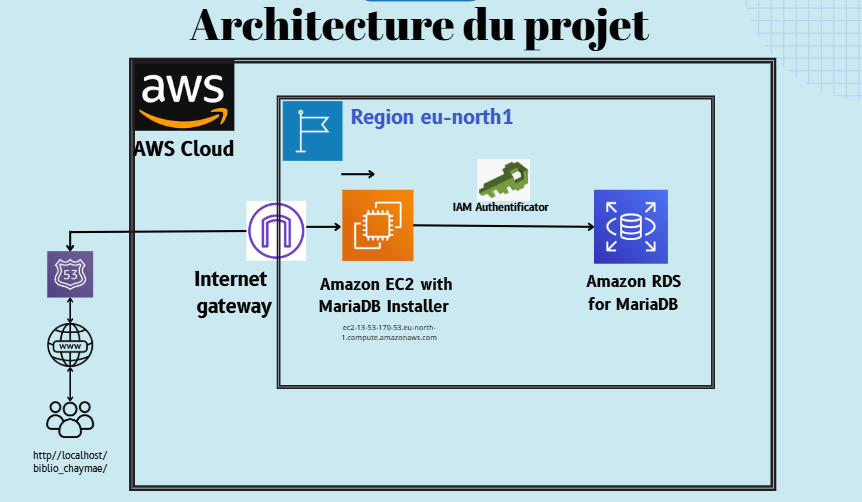 Architecture du projet
aws
AWS Cloud
Region eu-north1
IAM Authentificator
Internet
gateway
Amazon EC2 with
MariaDB Installer
ec2-13-53-170-53.eu-north-
1.compute.amazonaws.com
Amazon RDS
for MariaDB
53
www
http//localhost/
biblio_chaymae/